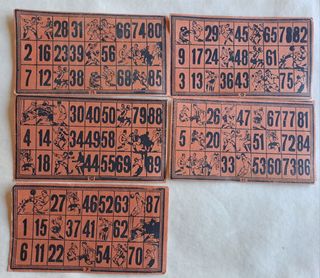 28 31 66 74 80
2 16 23 39 56
7 12 38 68 85
29 45 65 78 82
9 17 24 48 61
3 13 36 43 75
30 40 50 79 88
4 14 34 49 58
18 44 55 69 89
26 47 67 77 81
5 20 51 72 84
33 53 60 73 86
27 46 52 63 87
1 15 37 41 62
6 11 22 54 70